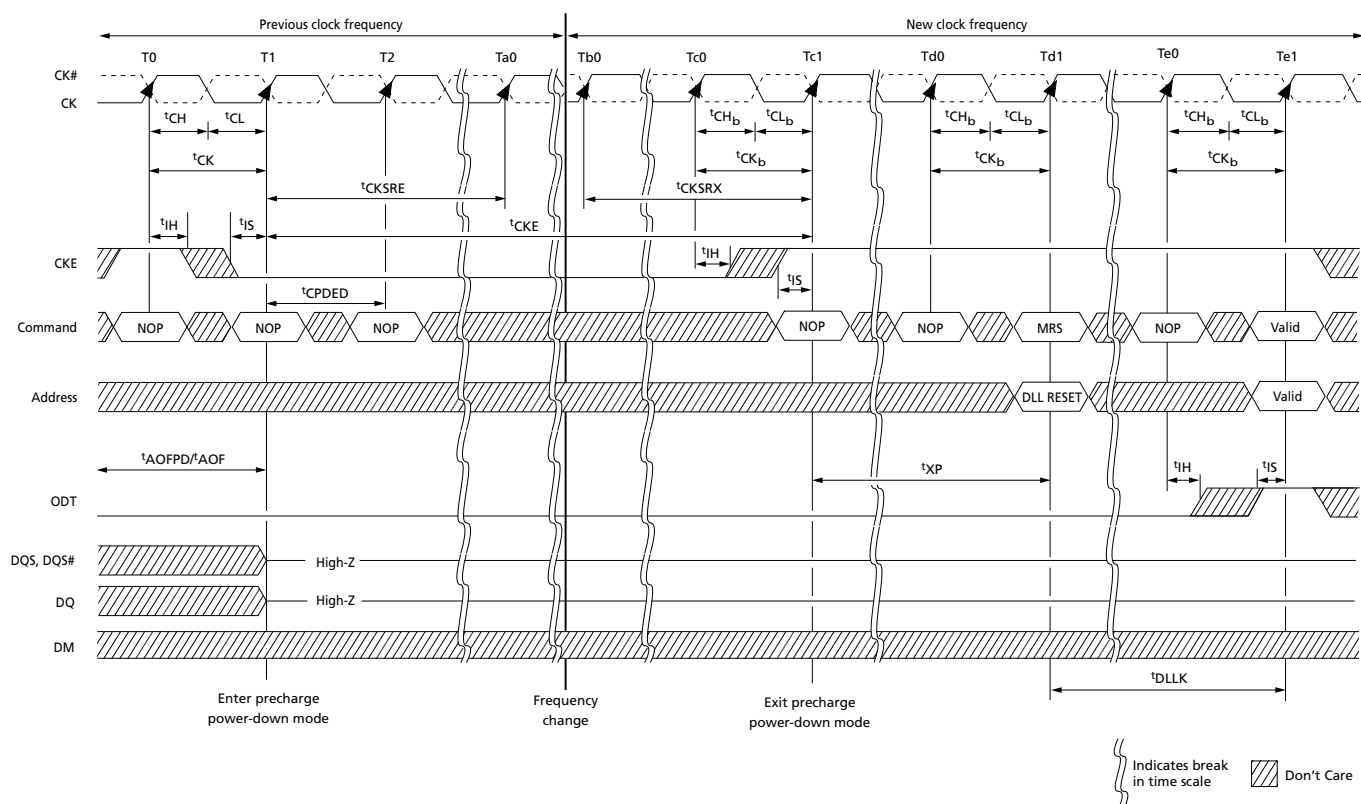 Previous clock frequency
New clock frequency
T0 T1 T2 Ta0 Tb0 Tc0 Tc1 Td0 Td1 Te0 Te1
CK#
CK
tCH tCL tCHb tCLb tCHb tCLb tCHb tCLb
tCK tCKb tCKb tCKb
tCKSRE tCKSRX
tIH tIS tCKE
CKE tIH
tIS
tCPDED
Command NOP NOP NOP NOP NOP MRS NOP Valid
Address DLL RESET Valid
tAOFPD/tAOF tXP tIH tIS
ODT
DQS, DQS# High-Z
DQ High-Z
DM
tDLLK
Enter precharge
power-down mode
Frequency
change
Exit precharge
power-down mode
Indicates break
in time scale
Don't Care